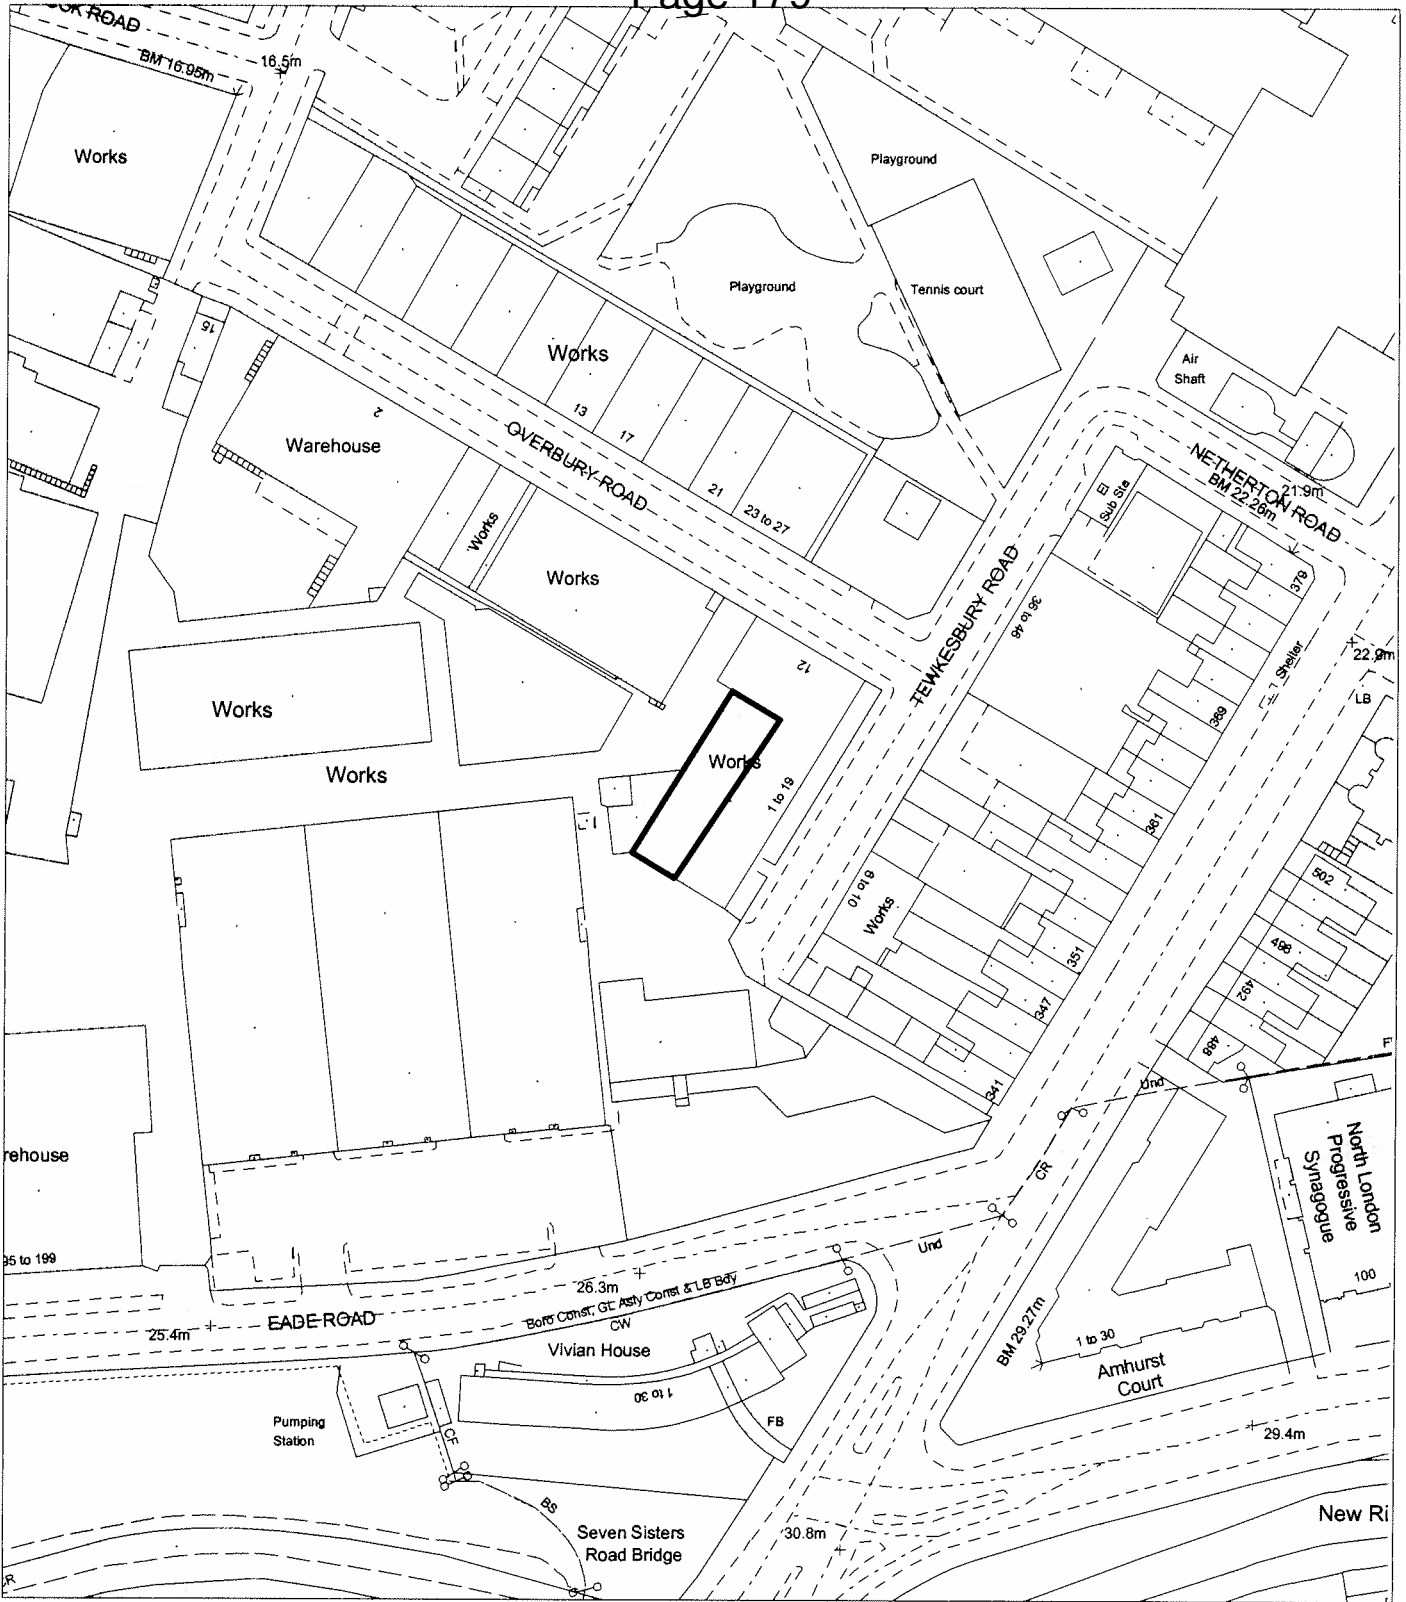 Page 179
BM 16.95m
16.5m
Works
Playground
Playground
Tennis court
Air
Shaft
15
Works
2
13
17
Warehouse
OVERBURY ROAD
21
23 to 27
NETHERTON ROAD
BM 22.26m
21.9m
El
Sub Sta
Works
Works
379
TEWKESBURY ROAD
36 to 46
Shelter
22.9m
LB
12
369
Works
Works
Works
1 to 19
361
6 to 10
Works
502
498
492
488
351
347
341
Und
CR
North London
Progressive
Synagogue
100
rehouse
95 to 199
Und
26.3m
Boro Const, GL Asly Const & LB Bdy
CW
EADE ROAD
25.4m
Vivian House
1 to 30
BM 29.27m
1 to 30
Amhurst
Court
FB
Pumping
Station
CF
29.4m
BS
Seven Sisters
Road Bridge
30.8m
New Ri